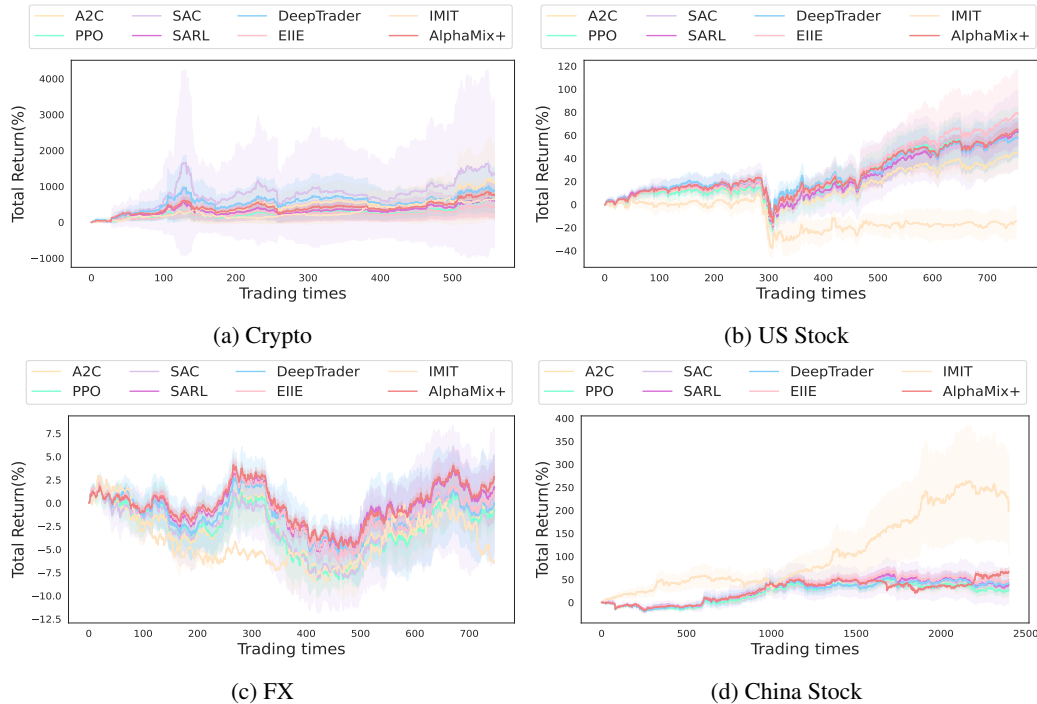 A2C SAC DeepTrader IMIT
PPO SARL EIIE AlphaMix+
Total Return(%)
4000
3000
2000
1000
0
−1000
0 100 200 300 400 500
Trading times
(a) Crypto
A2C SAC DeepTrader IMIT
PPO SARL EIIE AlphaMix+
Total Return(%)
120
100
80
60
40
20
0
−20
−40
0 100 200 300 400 500 600 700
Trading times
(b) US Stock
A2C SAC DeepTrader IMIT
PPO SARL EIIE AlphaMix+
Total Return(%)
7.5
5.0
2.5
0.0
−2.5
−5.0
−7.5
−10.0
−12.5
0 100 200 300 400 500 600 700
Trading times
(c) FX
A2C SAC DeepTrader IMIT
PPO SARL EIIE AlphaMix+
Total Return(%)
400
350
300
250
200
150
100
50
0
0 500 1000 1500 2000 2500
Trading times
(d) China Stock